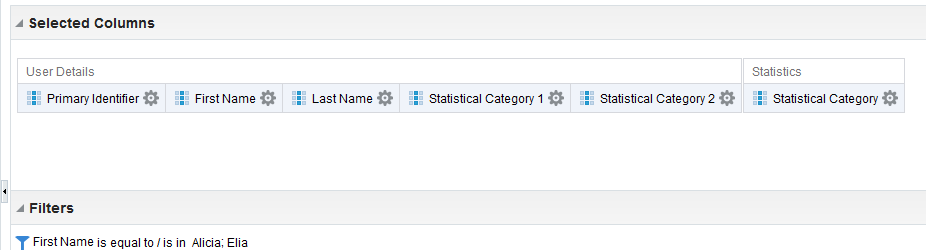 Selected Columns
User Details Statistics
Primary Identifier First Name Last Name Statistical Category 1 Statistical Category 2 Statistical Category
Filters
First Name is equal to / is in Alicia; Elia